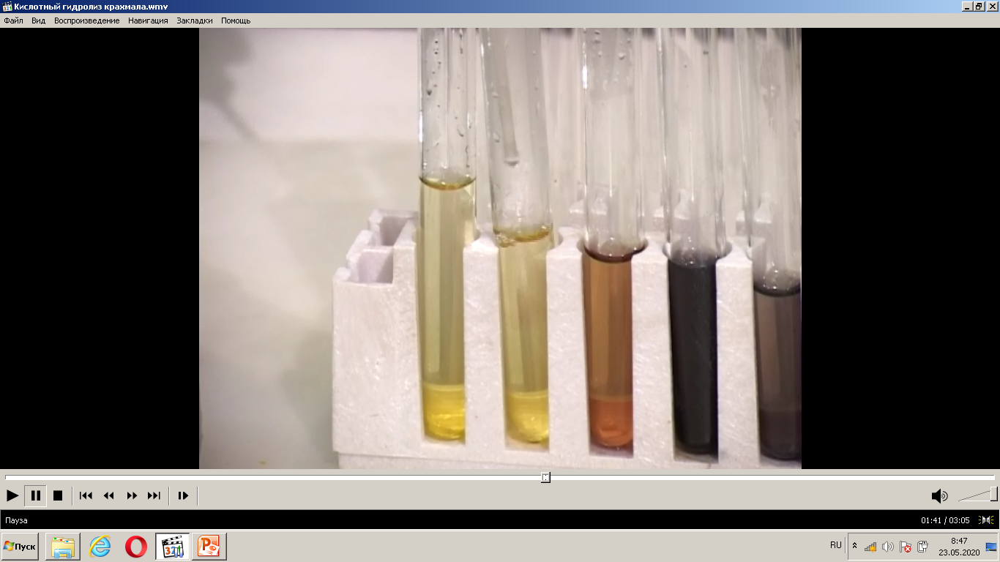 Кислотный гидролиз крахмала.wmv
Файл Вид Воспроизведение Навигация Закладки Помощь
Пауза
01:41 / 03:05
Пуск
321
P
RU
8:47
23.05.2020